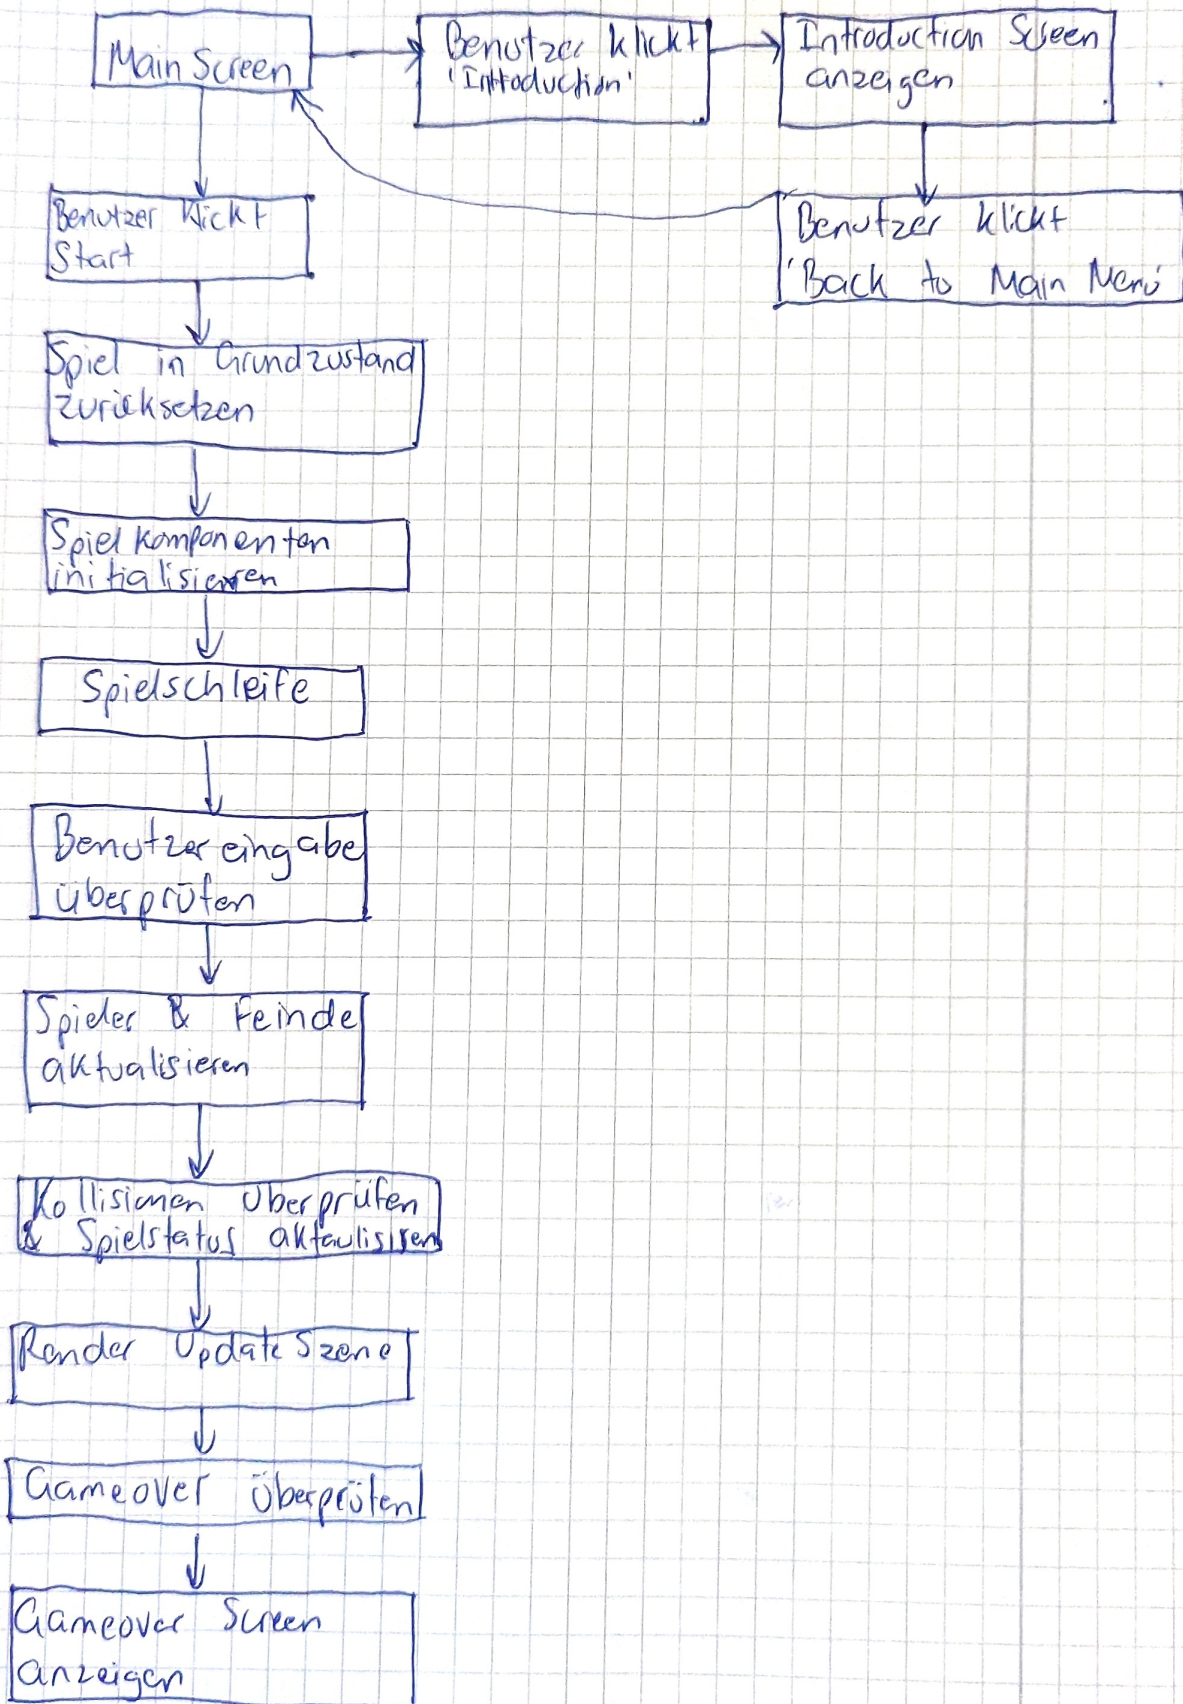 Main Screen
Benutzer klickt
'Introduction'
Introduction Screen
anzeigen
Benutzer klickt
'Back to Main Menü'
Benutzer klickt
Start
Spiel in Grundzustand
zurücksetzen
Spielkomponenten
initialisieren
Spielschleife
Benutzereingabe
überprüfen
Spieler & Feinde
aktualisieren
Kollisionen überprüfen
& Spielstatus aktaulisiren
Render Update Szene
Gameover überprüfen
Gameover Screen
anzeigen